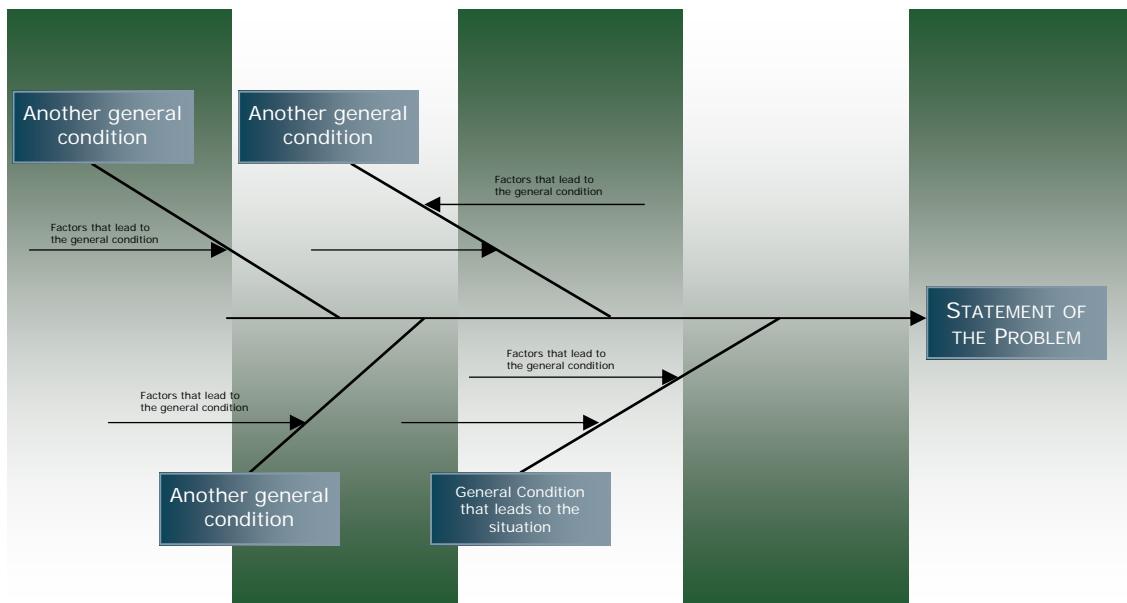 Another general
condition
Another general
condition
Factors that lead to
the general condition
Factors that lead to
the general condition
STATEMENT OF
THE PROBLEM
Factors that lead to
the general condition
Factors that lead to
the general condition
Another general
condition
General Condition
that leads to the
situation